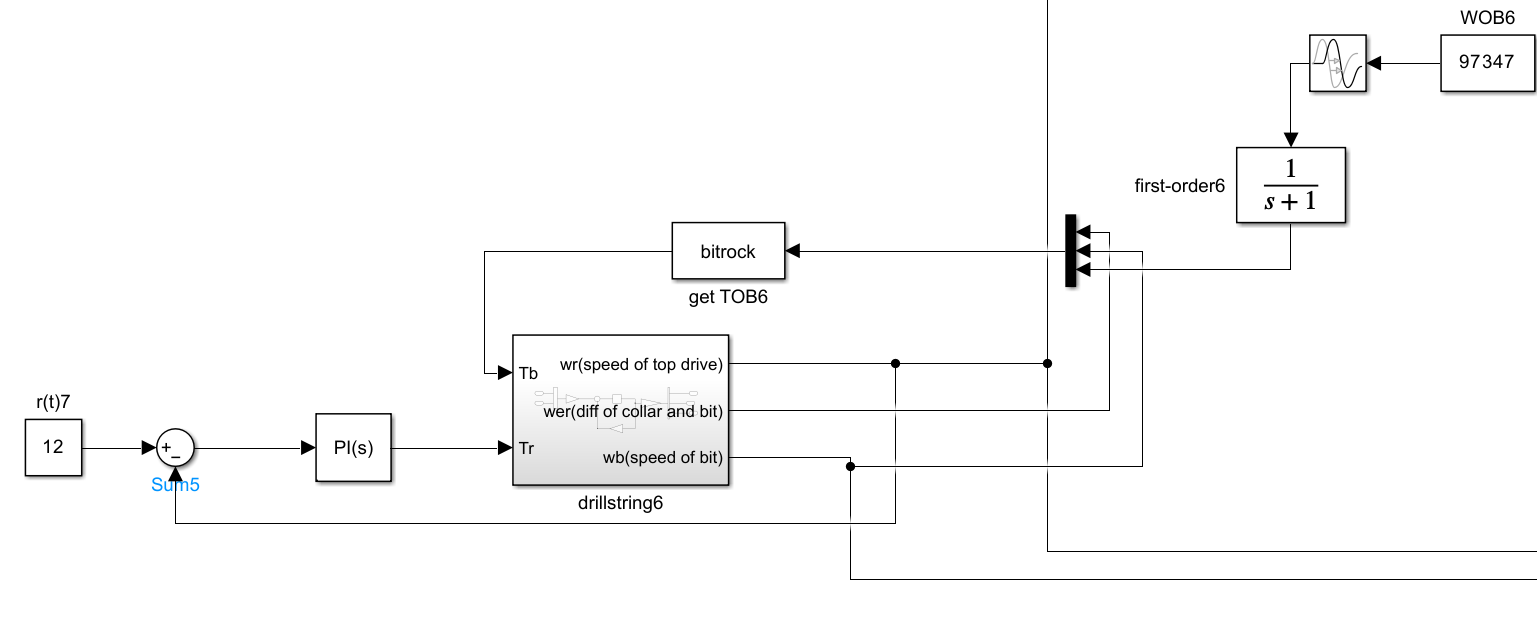 WOB6
97347
1
s + 1
first-order6
bitrock
get TOB6
wr(speed of top drive)
Tb
wer(diff of collar and bit)
r(t)7
12
+
−
Sum5
PI(s)
Tr
wb(speed of bit)
drillstring6